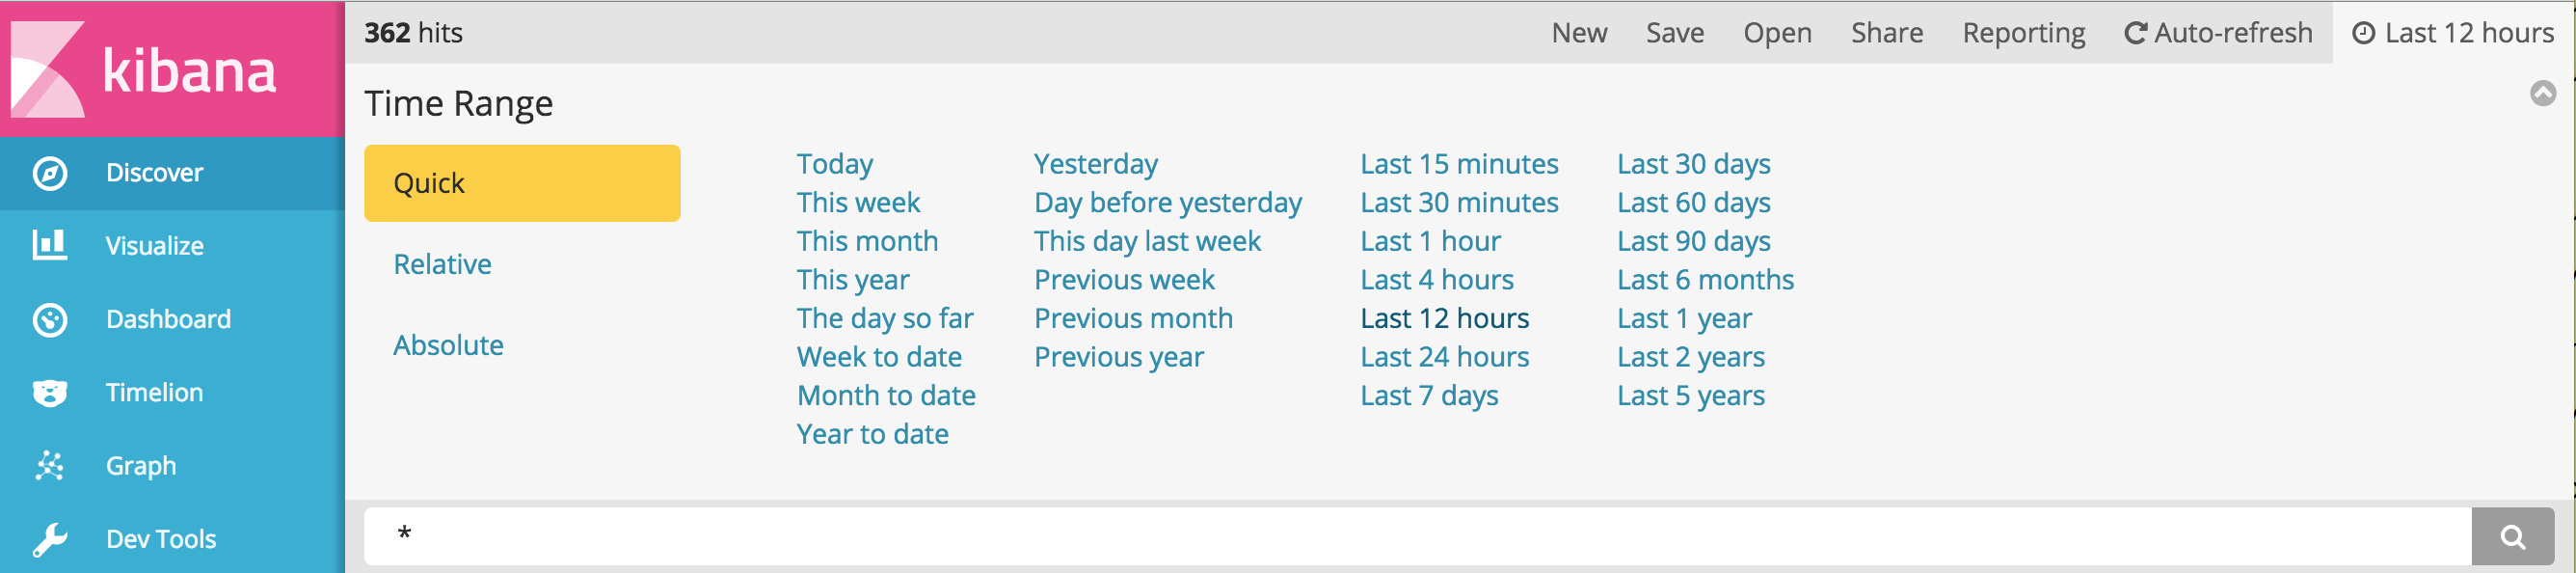 kibana
Discover
Visualize
Dashboard
Timelion
Graph
Dev Tools
362 hits
New Save Open Share Reporting Auto-refresh Last 12 hours
Time Range
Quick
Relative
Absolute
Today
This week
This month
This year
The day so far
Week to date
Month to date
Year to date
Yesterday
Day before yesterday
This day last week
Previous week
Previous month
Previous year
Last 15 minutes
Last 30 minutes
Last 1 hour
Last 4 hours
Last 12 hours
Last 24 hours
Last 7 days
Last 30 days
Last 60 days
Last 90 days
Last 6 months
Last 1 year
Last 2 years
Last 5 years
*